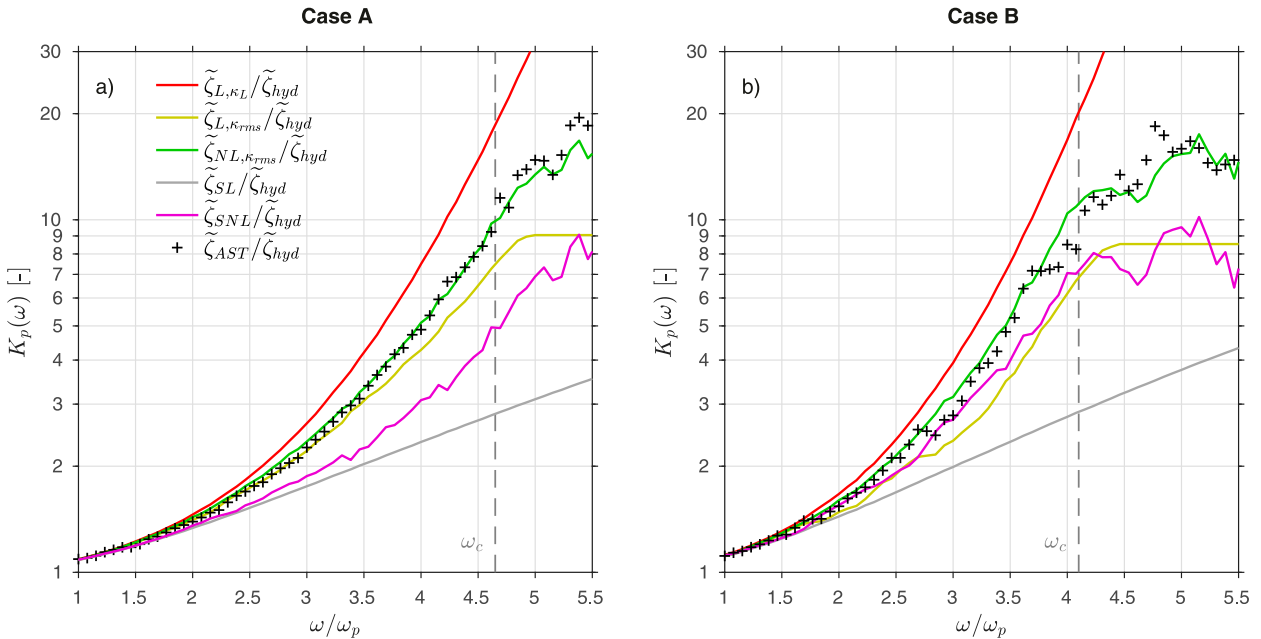 Case A
Case B
a)
ζ̃_{L,κ_L}/ζ̃_{hyd}
ζ̃_{L,κ_{rms}}/ζ̃_{hyd}
ζ̃_{NL,κ_{rms}}/ζ̃_{hyd}
ζ̃_{SL}/ζ̃_{hyd}
ζ̃_{SNL}/ζ̃_{hyd}
ζ̃_{AST}/ζ̃_{hyd}
ω_c
K_p(ω) [-]
30
20
10
9
8
7
6
5
4
3
2
1
1 1.5 2 2.5 3 3.5 4 4.5 5 5.5
ω/ω_p
b)
ω_c
K_p(ω) [-]
30
20
10
9
8
7
6
5
4
3
2
1
1 1.5 2 2.5 3 3.5 4 4.5 5 5.5
ω/ω_p